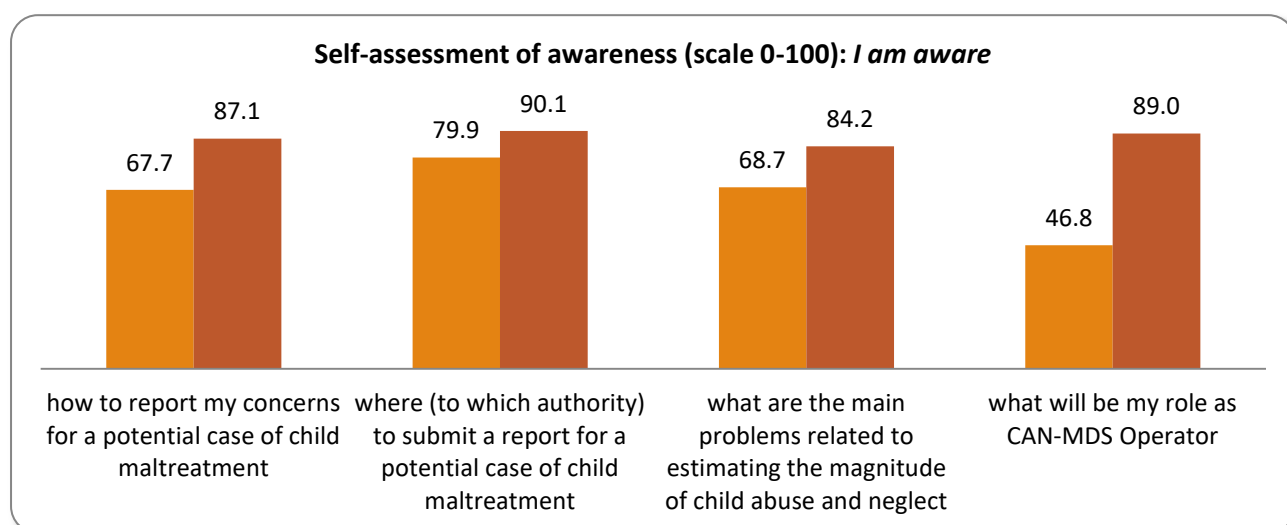 Self-assessment of awareness (scale 0-100): I am aware
67.7
87.1
79.9
90.1
68.7
84.2
46.8
89.0
how to report my concerns
for a potential case of child
maltreatment
where (to which authority)
to submit a report for a
potential case of child
maltreatment
what are the main
problems related to
estimating the magnitude
of child abuse and neglect
what will be my role as
CAN-MDS Operator